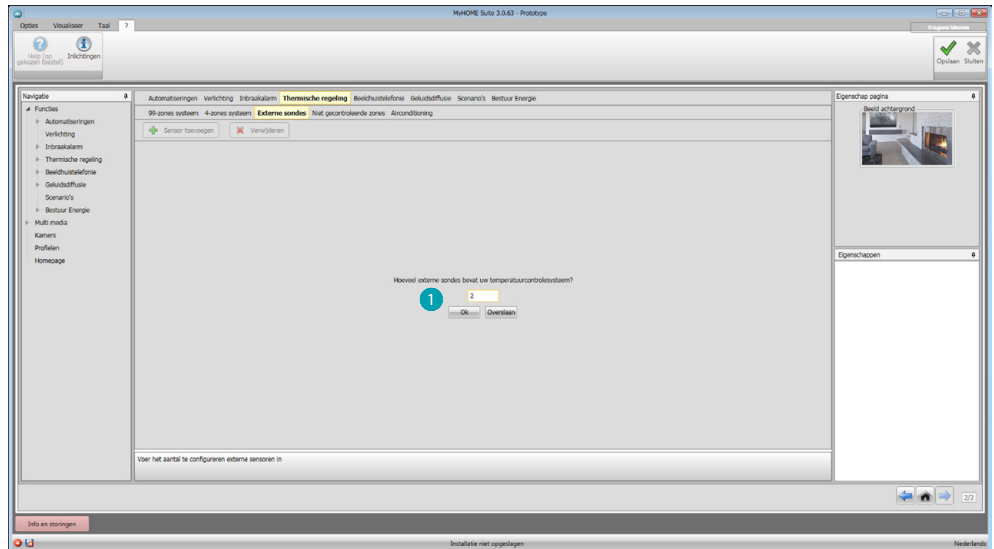 MyHOME Suite 3.0.63 - Prototype
Opties Visualiseer Taal ?
Help (op gekozen toestel)
Inlichtingen
Opslaan Sluiten
Navigatie
Functies
Automatiseringen
Verlichting
Inbraakalarm
Thermische regeling
Beeldhuistelefonie
Geluidsdiffusie
Scenario's
Bestuur Energie
Multi media
Kamers
Profielen
Homepage
Automatiseringen Verlichting Inbraakalarm Thermische regeling Beeldhuistelefonie Geluidsdiffusie Scenario's Bestuur Energie
99-zones systeem 4-zones systeem Externe sondes Niet gecontroleerde zones Airconditioning
Sensor toevoegen Verwijderen
Hoeveel externe sondes bevat uw temperatuurcontrolesysteem?
1
2
Ok Overslaan
Voer het aantal te configureren externe sensoren in
Eigenschap pagina
Beeld achtergrond
Eigenschappen
2/2
Info en storingen
Installatie niet opgeslagen
Nederlands